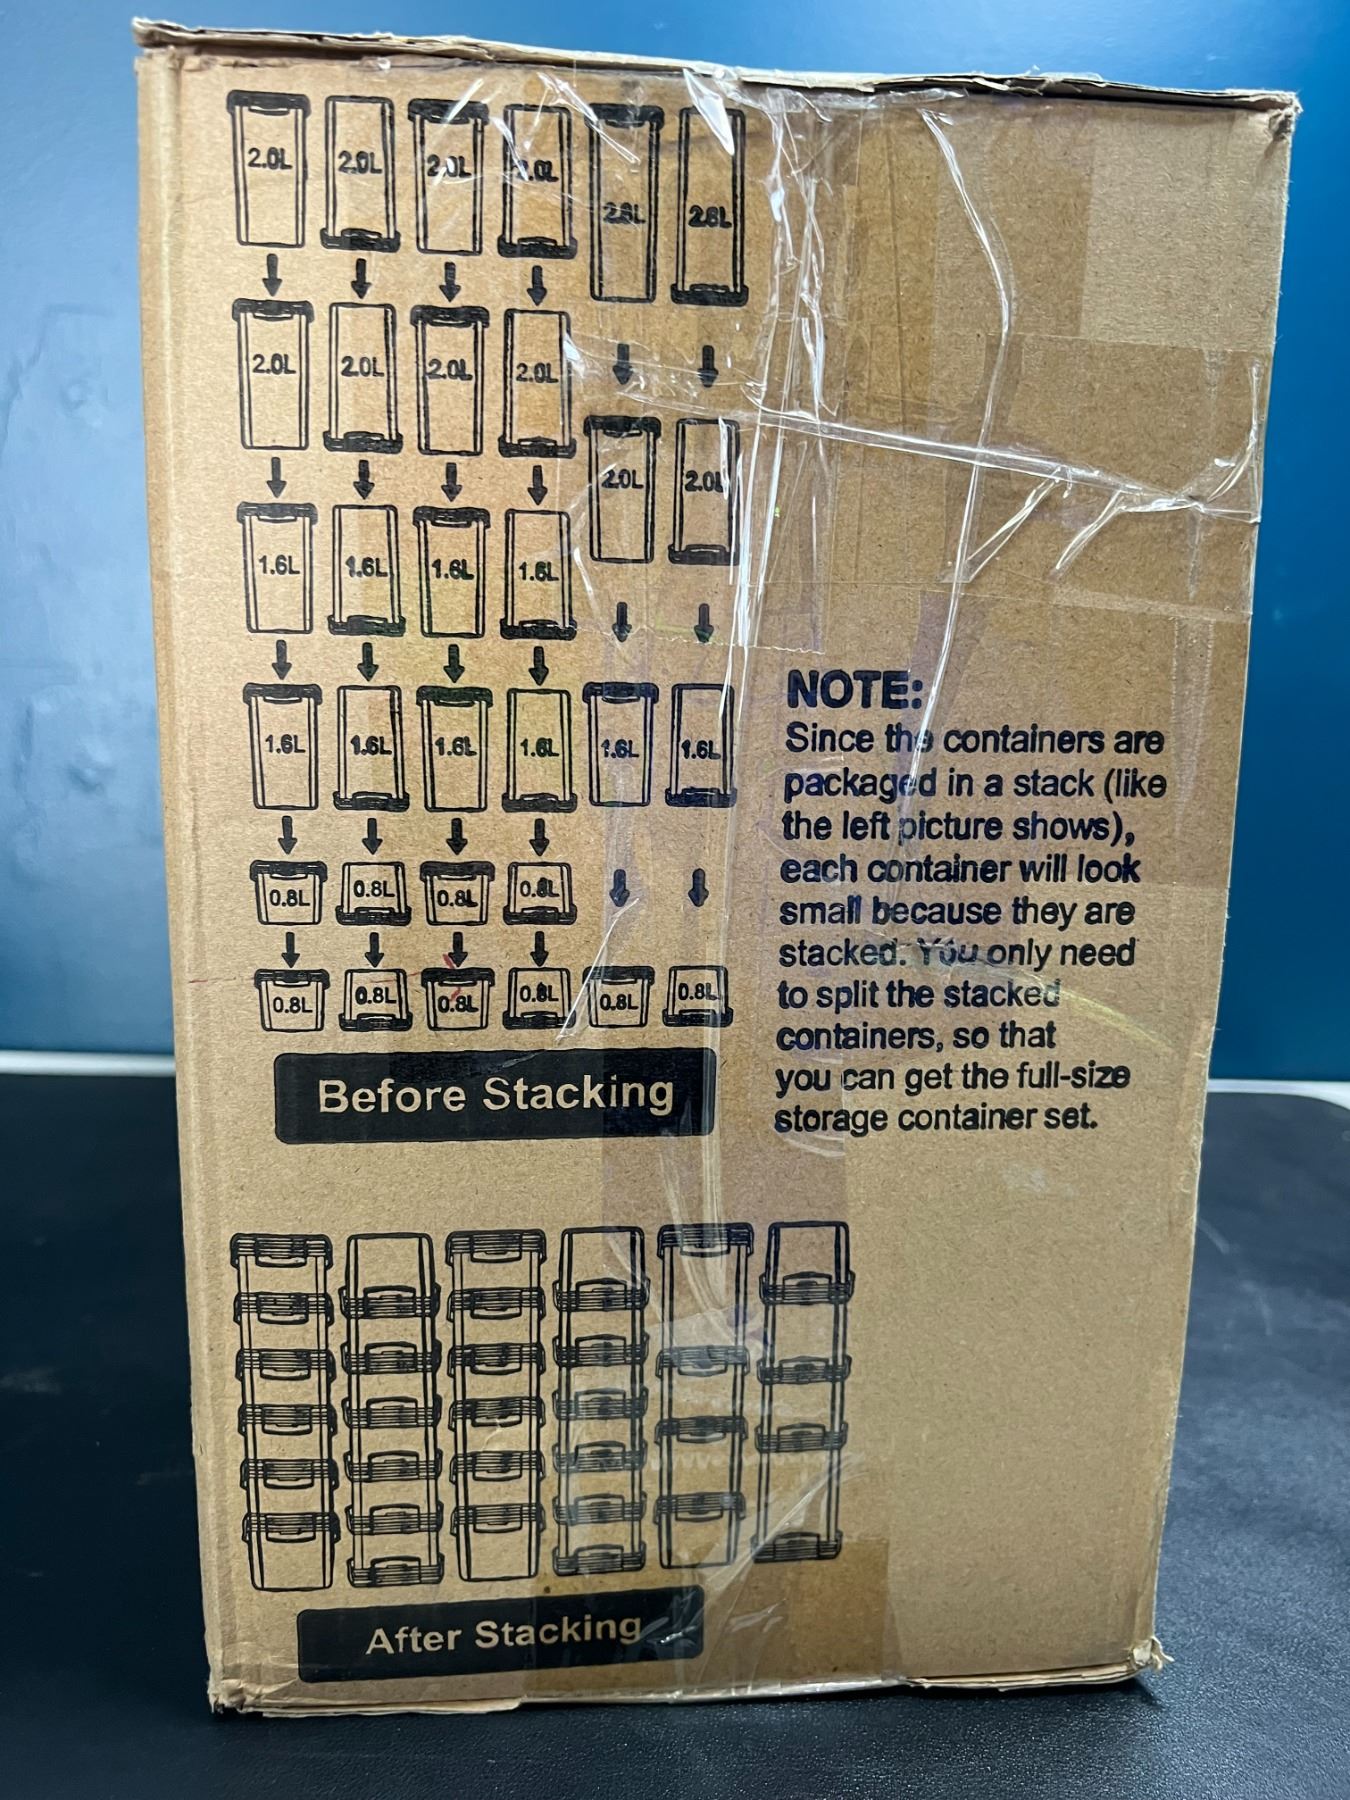 2.0L 2.0L 2.0L 2.0L 2.8L 2.8L
2.0L 2.0L 2.0L 2.0L
2.0L 2.0L
1.6L 1.6L 1.6L 1.6L
1.6L 1.6L 1.6L 1.6L 1.6L 1.6L
0.8L 0.8L 0.8L 0.8L
0.8L 0.8L 0.8L 0.8L 0.8L 0.8L
Before Stacking
NOTE:
Since the containers are
packaged in a stack (like
the left picture shows),
each container will look
small because they are
stacked. You only need
to split the stacked
containers, so that
you can get the full-size
storage container set.
After Stacking